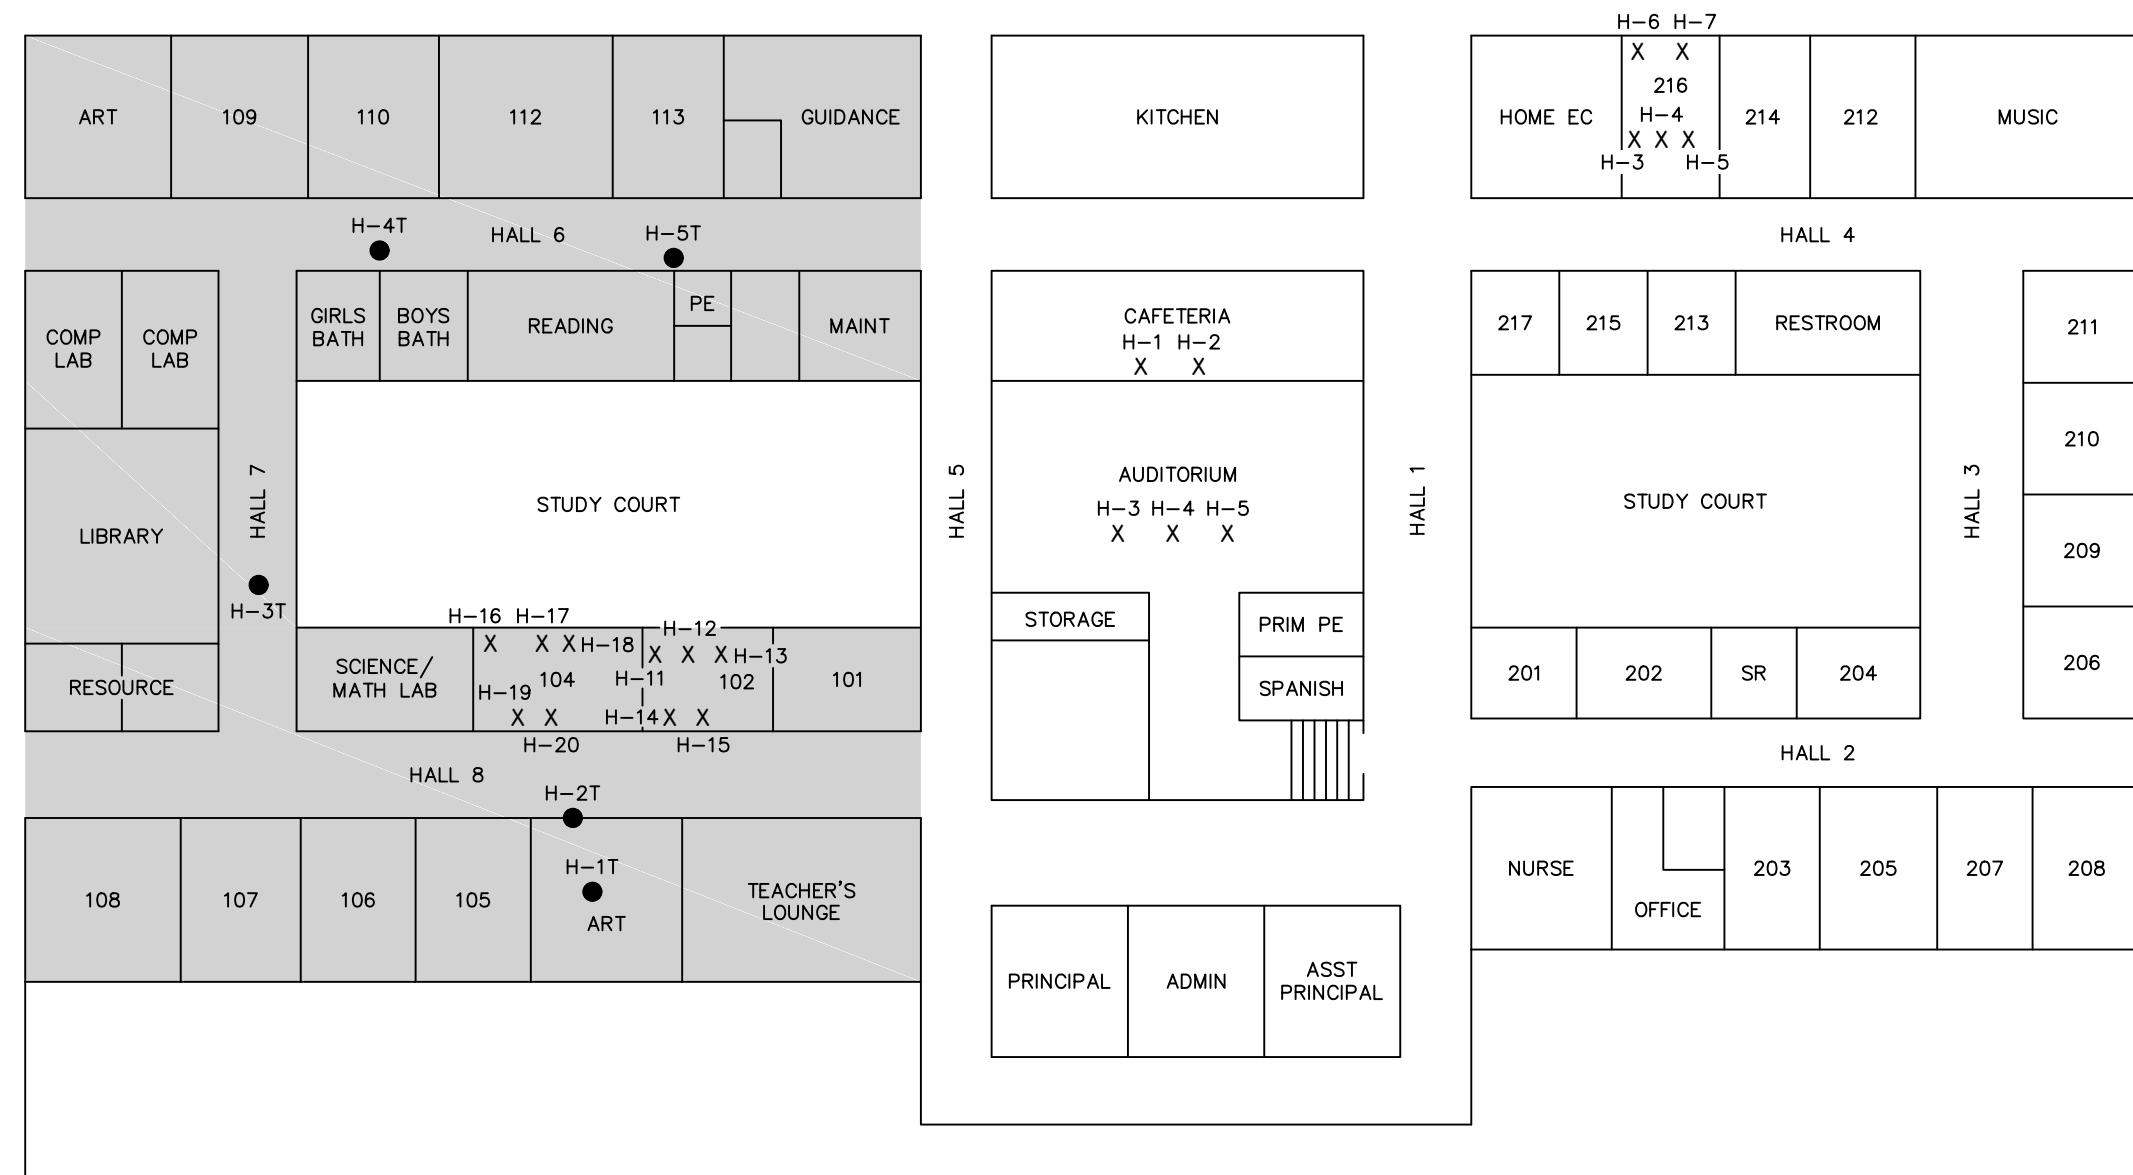 H-6 H-7
X X
ART
109
110
112
113
GUIDANCE
KITCHEN
HOME EC
216
H-4
X X X
H-3
H-5
214
212
MUSIC
H-4T
HALL 6
H-5T
HALL 4
COMP
LAB
COMP
LAB
GIRLS
BATH
BOYS
BATH
READING
PE
MAINT
CAFETERIA
H-1 H-2
X X
217
215
213
RESTROOM
211
210
209
206
LIBRARY
HALL 7
H-3T
STUDY COURT
HALL 5
AUDITORIUM
H-3 H-4 H-5
X X X
HALL 1
STUDY COURT
HALL 3
RESOURCE
SCIENCE/
MATH LAB
H-16 H-17
X X X H-18
H-19
104
X X
H-20
H-12
X X X H-13
H-11
102
H-14 X X
H-15
101
STORAGE
PRIM PE
SPANISH
201
202
SR
204
HALL 8
H-2T
HALL 2
108
107
106
105
H-1T
ART
TEACHER'S
LOUNGE
PRINCIPAL
ADMIN
ASST
PRINCIPAL
NURSE
OFFICE
203
205
207
208